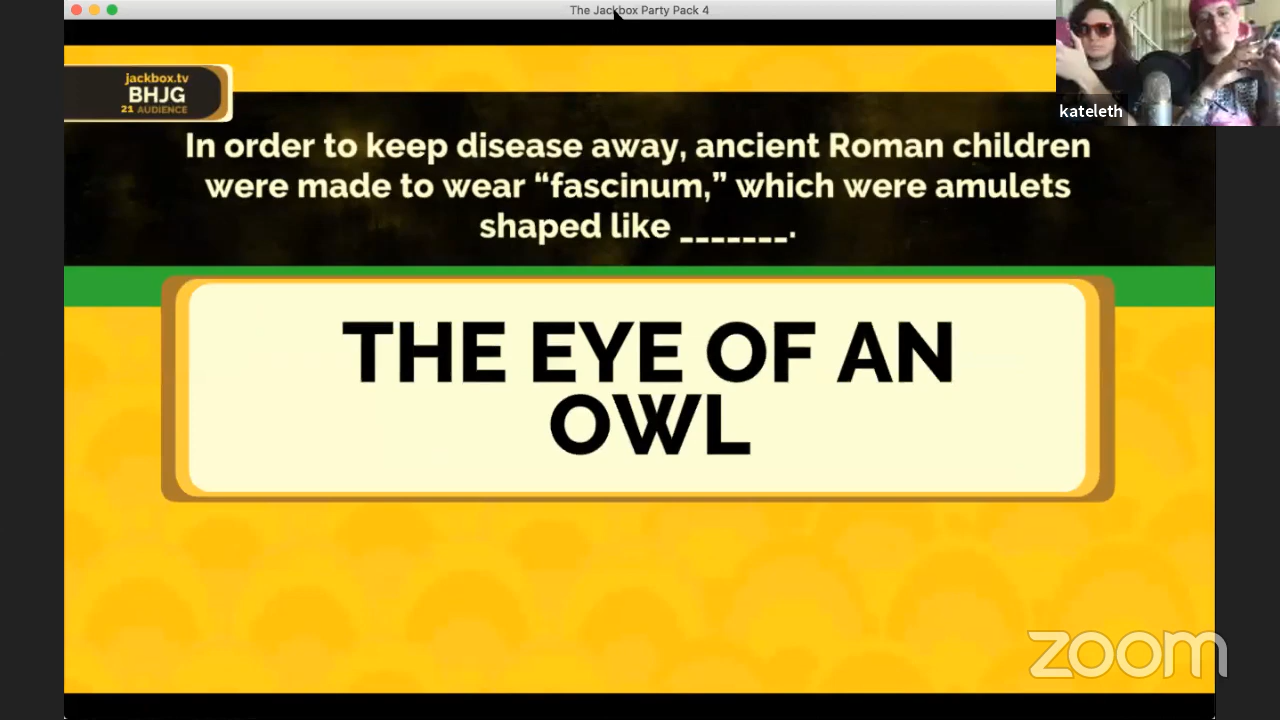 The Jackbox Party Pack 4
jackbox.tv
BHJG
21 AUDIENCE
kateleth
In order to keep disease away, ancient Roman children
were made to wear “fascinum,” which were amulets
shaped like _______.
THE EYE OF AN
OWL
zoom